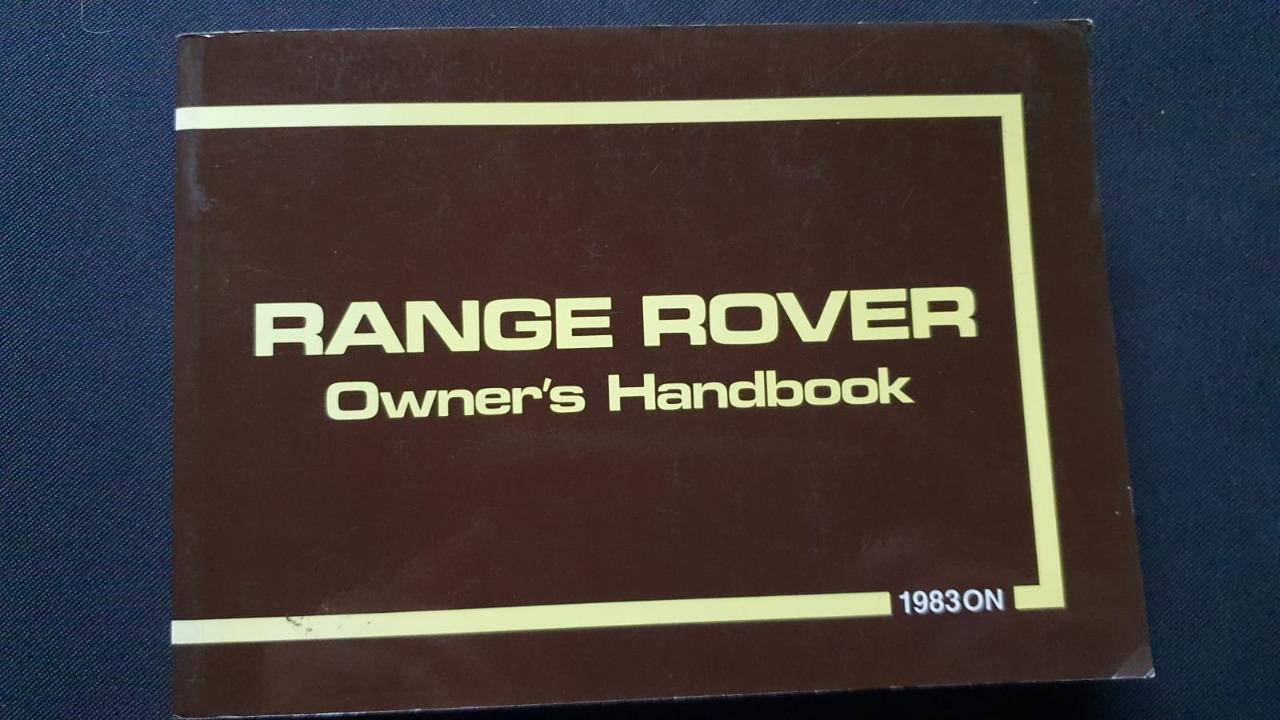 RANGE ROVER
Owner's Handbook
1983 ON